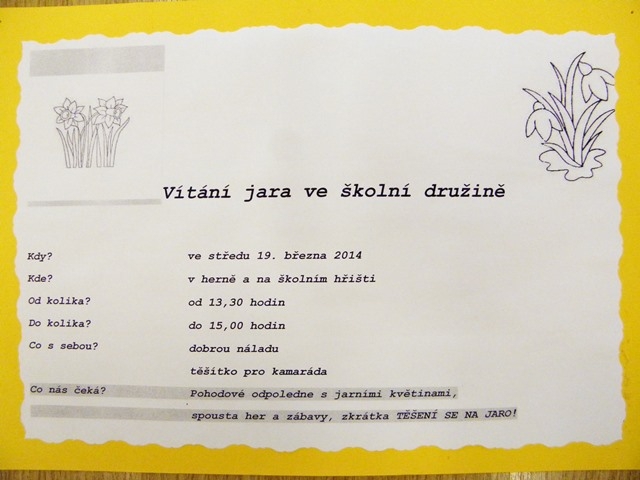 Vítání jara ve školní družině
Kdy? ve středu 19. března 2014
Kde? v herně a na školním hřišti
Od kolika? od 13,30 hodin
Do kolika? do 15,00 hodin
Co s sebou? dobrou náladu
těšítko pro kamaráda
Co nás čeká? Pohodové odpoledne s jarními květinami,
spousta her a zábavy, zkrátka TĚŠENÍ SE NA JARO!